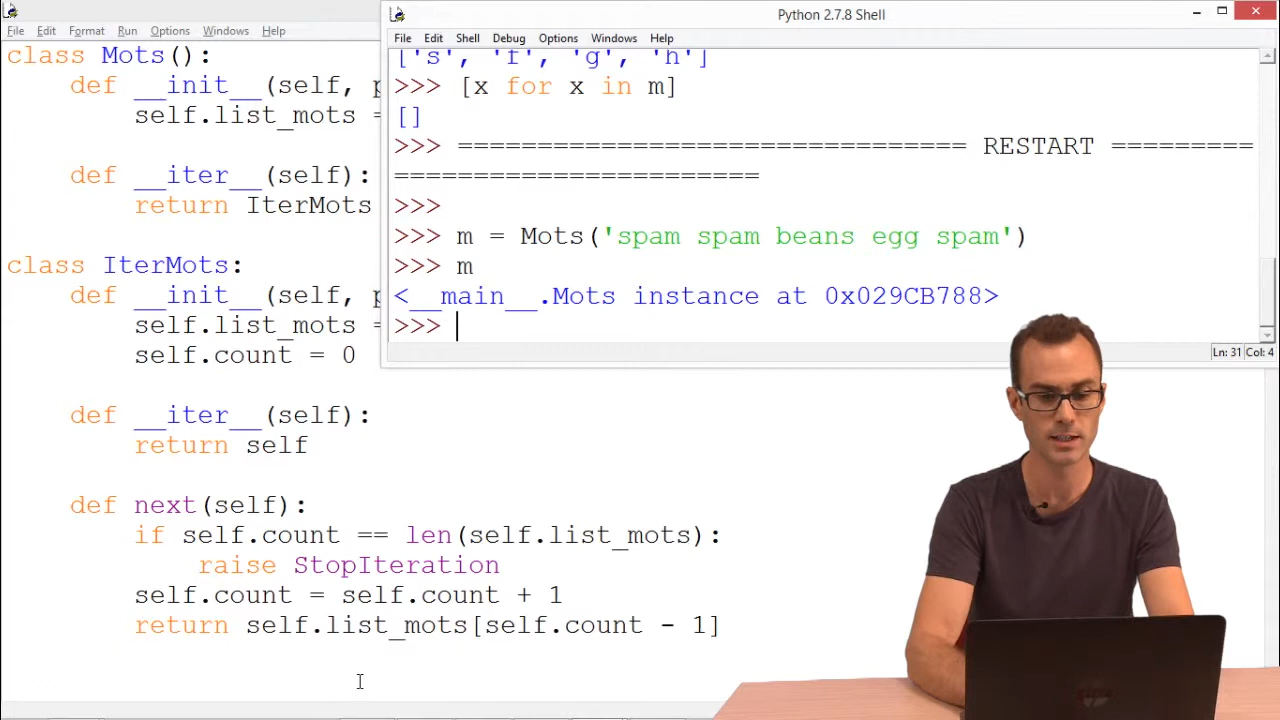 File Edit Format Run Options Windows Help
class Mots():
def __init__(self, p
self.list_mots =
def __iter__(self):
return IterMots
class IterMots:
def __init__(self, p
self.list_mots =
self.count = 0
def __iter__(self):
return self
def next(self):
if self.count == len(self.list_mots):
raise StopIteration
self.count = self.count + 1
return self.list_mots[self.count - 1]
Python 2.7.8 Shell
File Edit Shell Debug Options Windows Help
['s', 'f', 'g', 'h']
>>> [x for x in m]
[]
>>> ================================ RESTART =========
=======================
>>>
>>> m = Mots('spam spam beans egg spam')
>>> m
<__main__.Mots instance at 0x029CB788>
>>>
Ln: 31 Col: 4